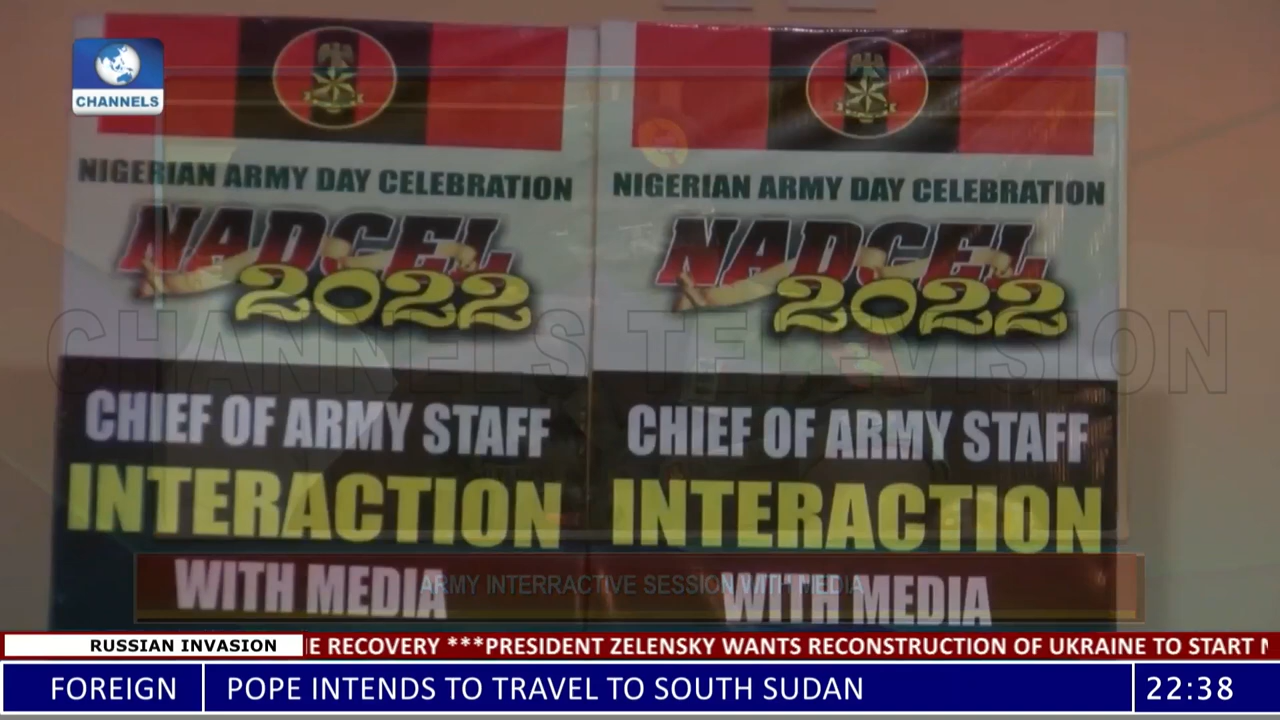 CHANNELS
NIGERIAN ARMY DAY CELEBRATION
NADCEL
2022
CHIEF OF ARMY STAFF
INTERACTION
WITH MEDIA
NIGERIAN ARMY DAY CELEBRATION
NADCEL
2022
CHIEF OF ARMY STAFF
INTERACTION
WITH MEDIA
CHANNELS TELEVISION
ARMY INTERRACTIVE SESSION WITH MEDIA
RUSSIAN INVASION
E RECOVERY ***PRESIDENT ZELENSKY WANTS RECONSTRUCTION OF UKRAINE TO START
FOREIGN
POPE INTENDS TO TRAVEL TO SOUTH SUDAN
22:38